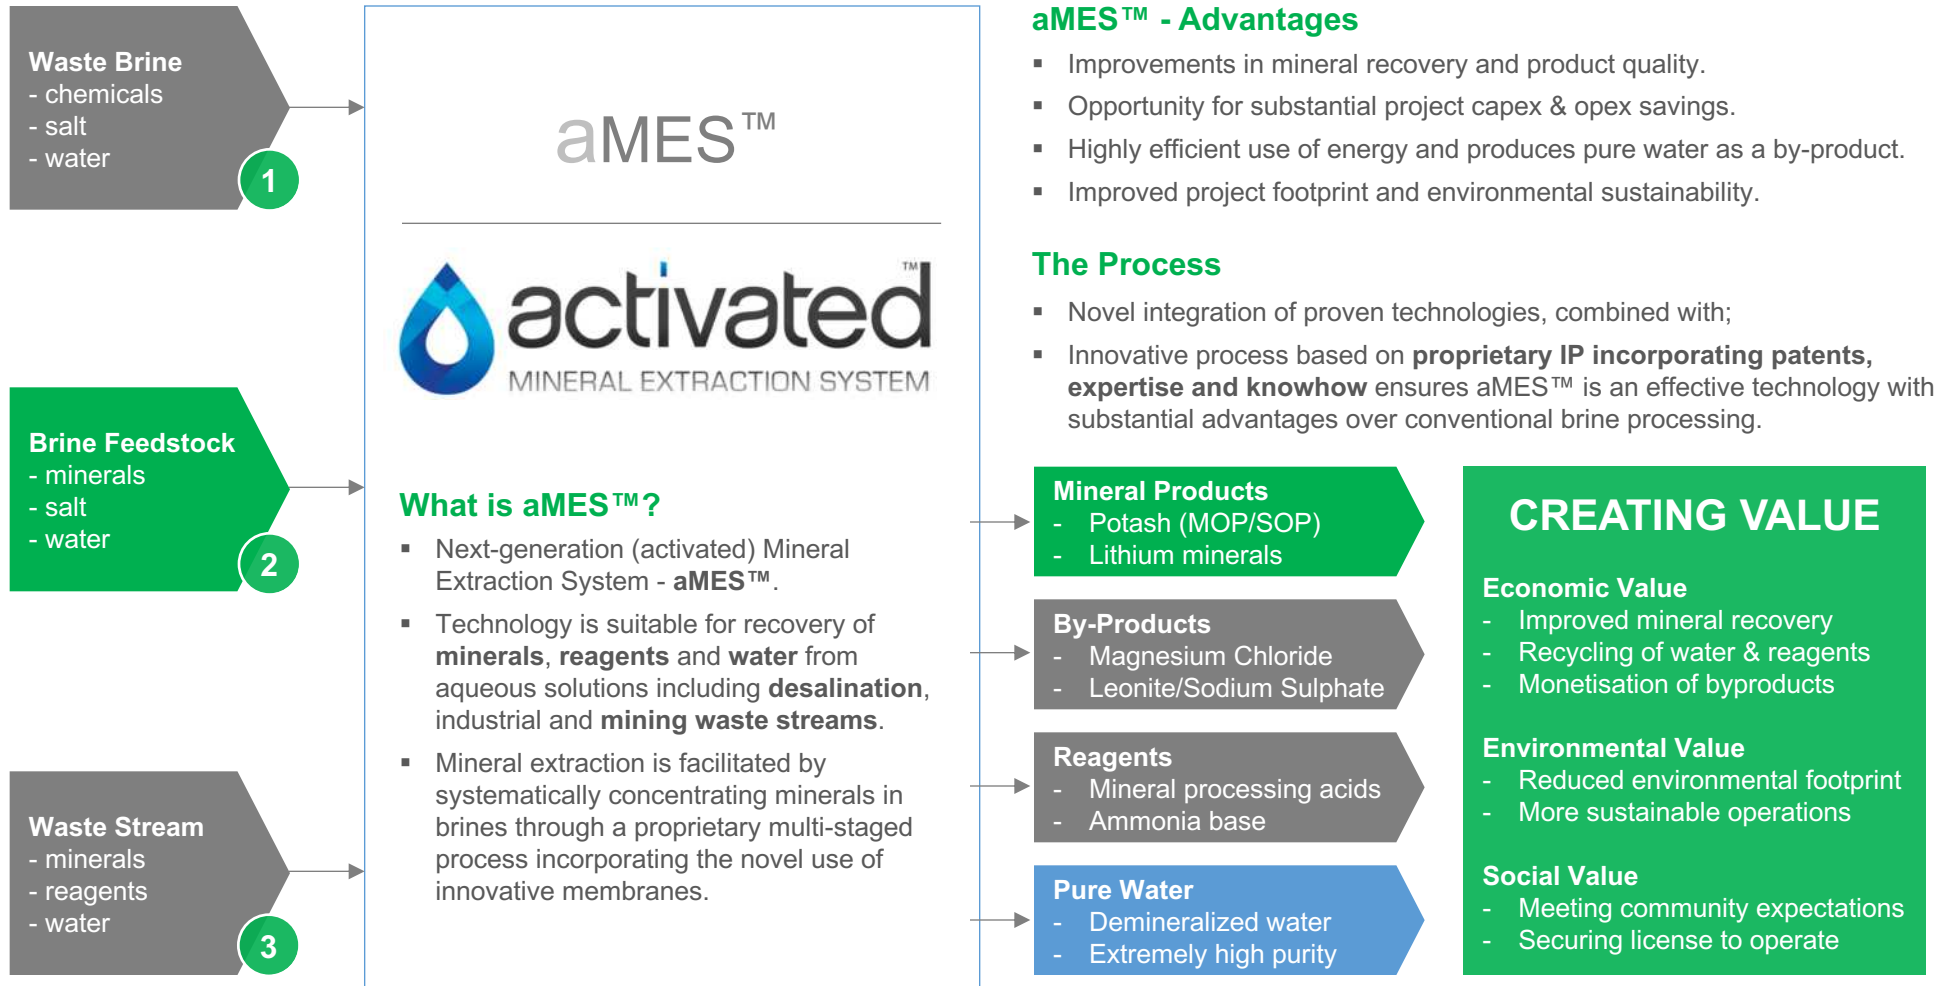 Waste Brine
- chemicals
- salt
- water
1
Brine Feedstock
- minerals
- salt
- water
2
Waste Stream
- minerals
- reagents
- water
3
aMES™
activated™
MINERAL EXTRACTION SYSTEM
What is aMES™?
▪ Next-generation (activated) Mineral
Extraction System - aMES™.
▪ Technology is suitable for recovery of
minerals, reagents and water from
aqueous solutions including desalination,
industrial and mining waste streams.
▪ Mineral extraction is facilitated by
systematically concentrating minerals in
brines through a proprietary multi-staged
process incorporating the novel use of
innovative membranes.
aMES™ - Advantages
▪ Improvements in mineral recovery and product quality.
▪ Opportunity for substantial project capex & opex savings.
▪ Highly efficient use of energy and produces pure water as a by-product.
▪ Improved project footprint and environmental sustainability.
The Process
▪ Novel integration of proven technologies, combined with;
▪ Innovative process based on proprietary IP incorporating patents,
expertise and knowhow ensures aMES™ is an effective technology with
substantial advantages over conventional brine processing.
Mineral Products
- Potash (MOP/SOP)
- Lithium minerals
By-Products
- Magnesium Chloride
- Leonite/Sodium Sulphate
Reagents
- Mineral processing acids
- Ammonia base
Pure Water
- Demineralized water
- Extremely high purity
CREATING VALUE
Economic Value
- Improved mineral recovery
- Recycling of water & reagents
- Monetisation of byproducts
Environmental Value
- Reduced environmental footprint
- More sustainable operations
Social Value
- Meeting community expectations
- Securing license to operate